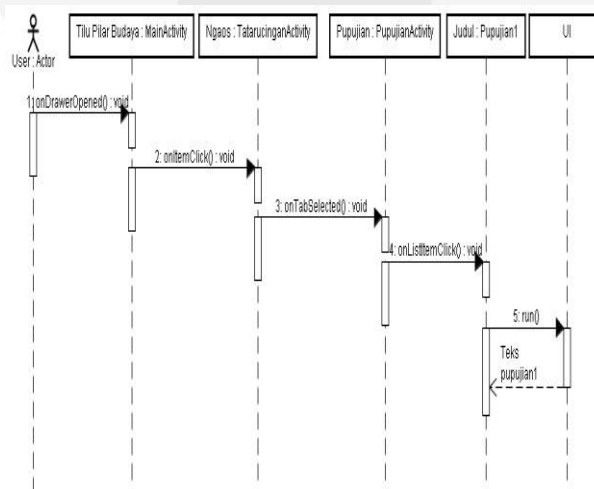 Tilu Pilar Budaya : MainActivity
Ngaos : TatarucinganActivity
Pupujian : PupujianActivity
Judul : Pupujian1
UI
User : Actor
1: onDrawerOpened() : void
2: onItemClick() : void
3: onTabSelected() : void
4: onListItemClick() : void
5: run()
Teks
pupujian1